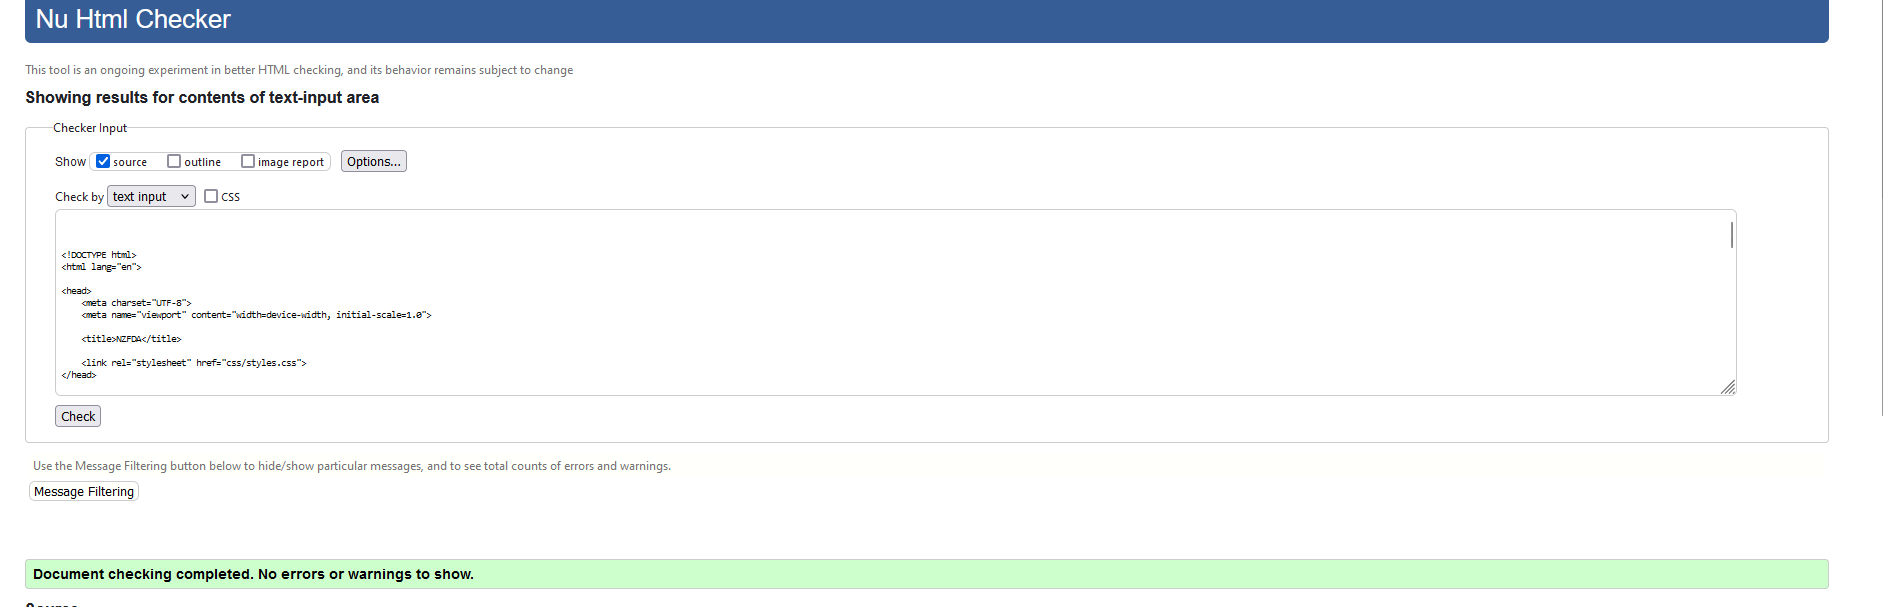 Nu Html Checker
This tool is an ongoing experiment in better HTML checking, and its behavior remains subject to change
Showing results for contents of text-input area
Checker Input
Show source outline image report Options...
Check by text input CSS
<!DOCTYPE html>
<html lang="en">
<head>
<meta charset="UTF-8">
<meta name="viewport" content="width=device-width, initial-scale=1.0">
<title>NZFDA</title>
<link rel="stylesheet" href="css/styles.css">
</head>
Check
Use the Message Filtering button below to hide/show particular messages, and to see total counts of errors and warnings.
Message Filtering
Document checking completed. No errors or warnings to show.